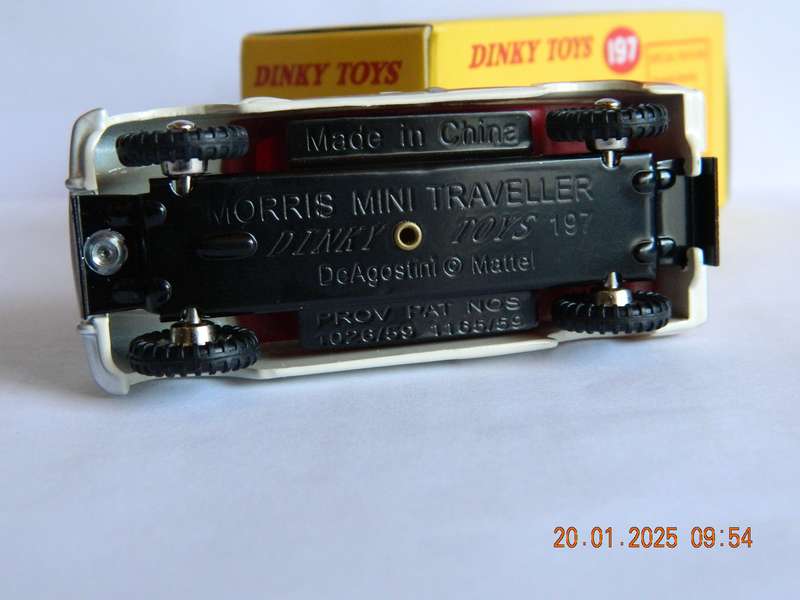 DINKY TOYS
DINKY TOYS 197
Made in China
MORRIS MINI TRAVELLER
DINKY TOYS 197
DeAgostini © Mattel
PROV PAT NOS
1026/59 1165/59
20.01.2025 09:54